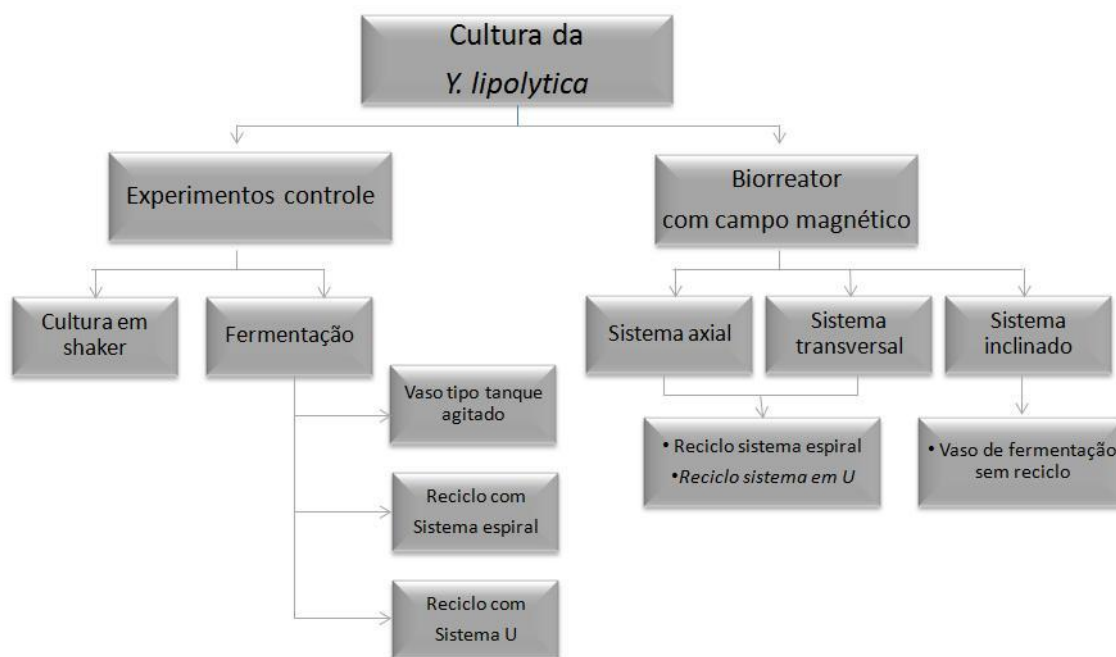 Cultura da
Y. lipolytica
Experimentos controle
Biorreator
com campo magnético
Cultura em
shaker
Fermentação
Sistema axial
Sistema
transversal
Sistema
inclinado
Vaso tipo tanque
agitado
• Reciclo sistema espiral
•Reciclo sistema em U
• Vaso de fermentação
sem reciclo
Reciclo com
Sistema espiral
Reciclo com
Sistema U